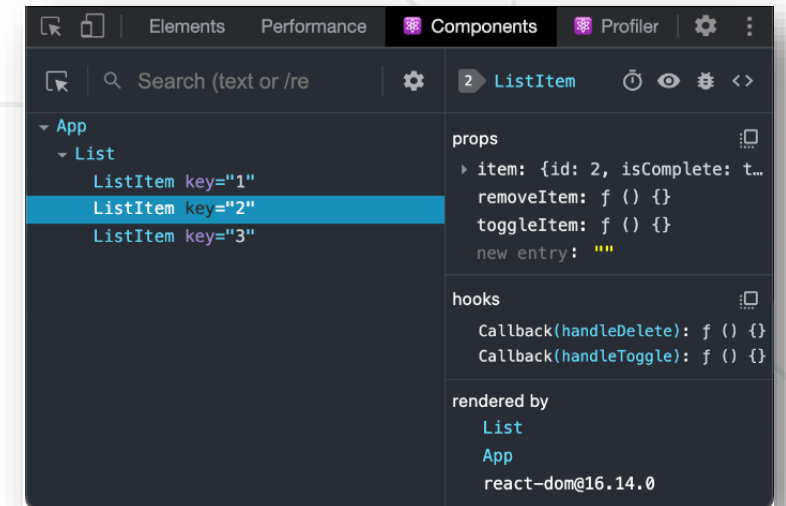 Elements Performance Components Profiler
Search (text or /re
2 ListItem <>
App
List
ListItem key="1"
ListItem key="2"
ListItem key="3"
props
item: {id: 2, isComplete: t…
removeItem: ƒ () {}
toggleItem: ƒ () {}
new entry: ""
hooks
Callback(handleDelete): ƒ () {}
Callback(handleToggle): ƒ () {}
rendered by
List
App
react-dom@16.14.0